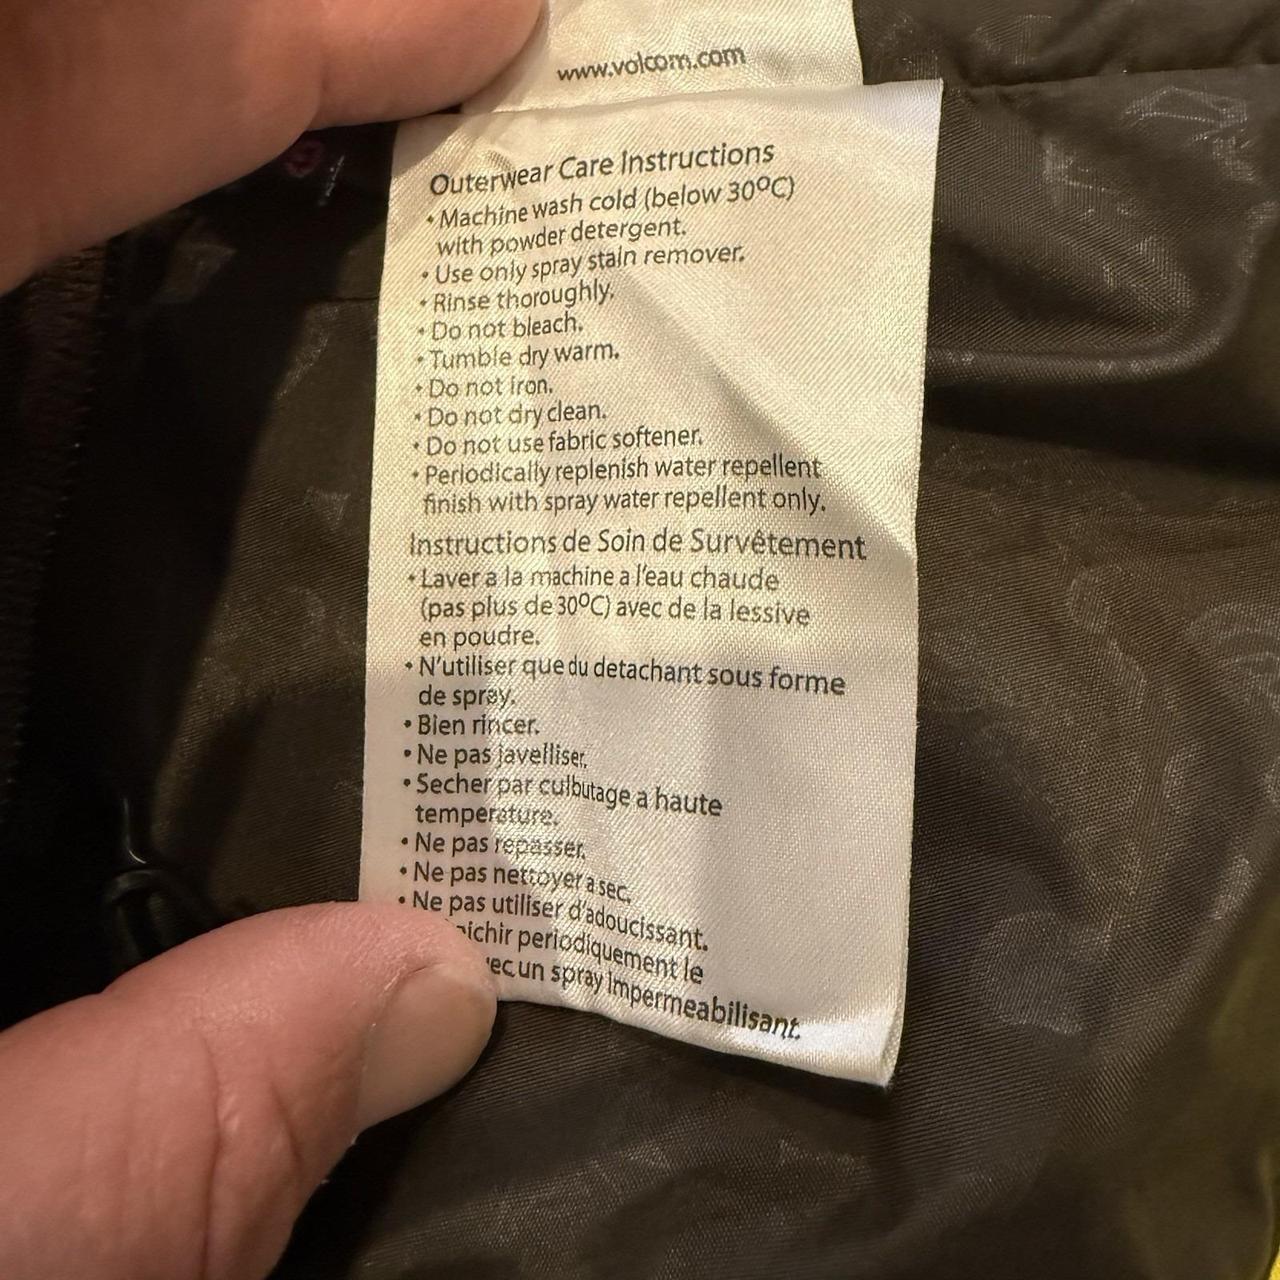 www.volcom.com
Outerwear Care Instructions
• Machine wash cold (below 30ºC)
with powder detergent.
• Use only spray stain remover.
• Rinse thoroughly.
• Do not bleach.
• Tumble dry warm.
• Do not iron.
• Do not dry clean.
• Do not use fabric softener.
• Periodically replenish water repellent
finish with spray water repellent only.
Instructions de Soin de Survêtement
• Laver a la machine a l'eau chaude
(pas plus de 30ºC) avec de la lessive
en poudre.
• N'utiliser que du detachant sous forme
de spray.
• Bien rincer.
• Ne pas javelliser.
• Secher par culbutage a haute
temperature.
• Ne pas repasser.
• Ne pas nettoyer a sec.
• Ne pas utiliser d'adoucissant.
periodiquement le
un spray impermeabilisant.